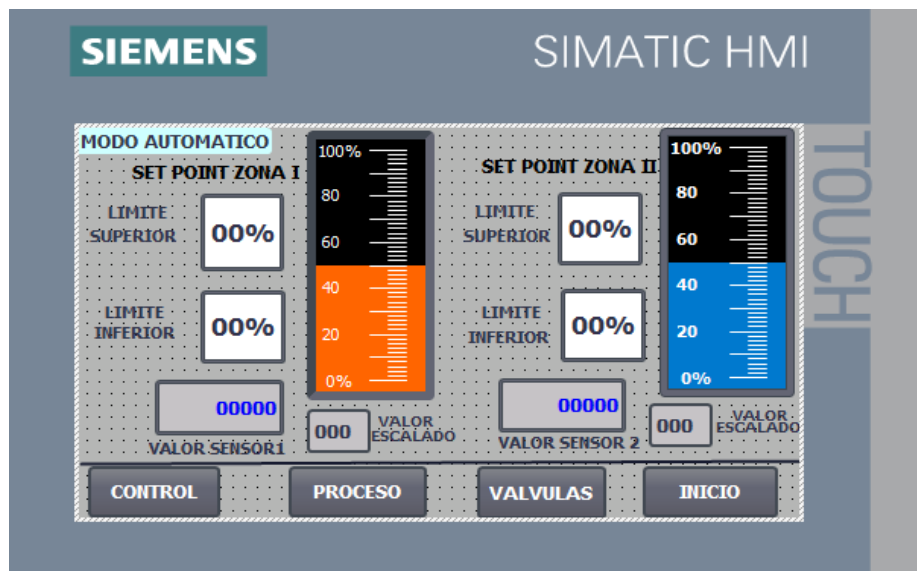 SIEMENS
SIMATIC HMI
TOUCH
MODO AUTOMATICO
SET POINT ZONA I
LIMITE
SUPERIOR
00%
LIMITE
INFERIOR
00%
100%
80
60
40
20
0%
00000
VALOR SENSOR1
000
VALOR
ESCALADO
SET POINT ZONA II
LIMITE
SUPERIOR
00%
LIMITE
INFERIOR
00%
100%
80
60
40
20
0%
00000
VALOR SENSOR 2
000
VALOR
ESCALADO
CONTROL
PROCESO
VALVULAS
INICIO